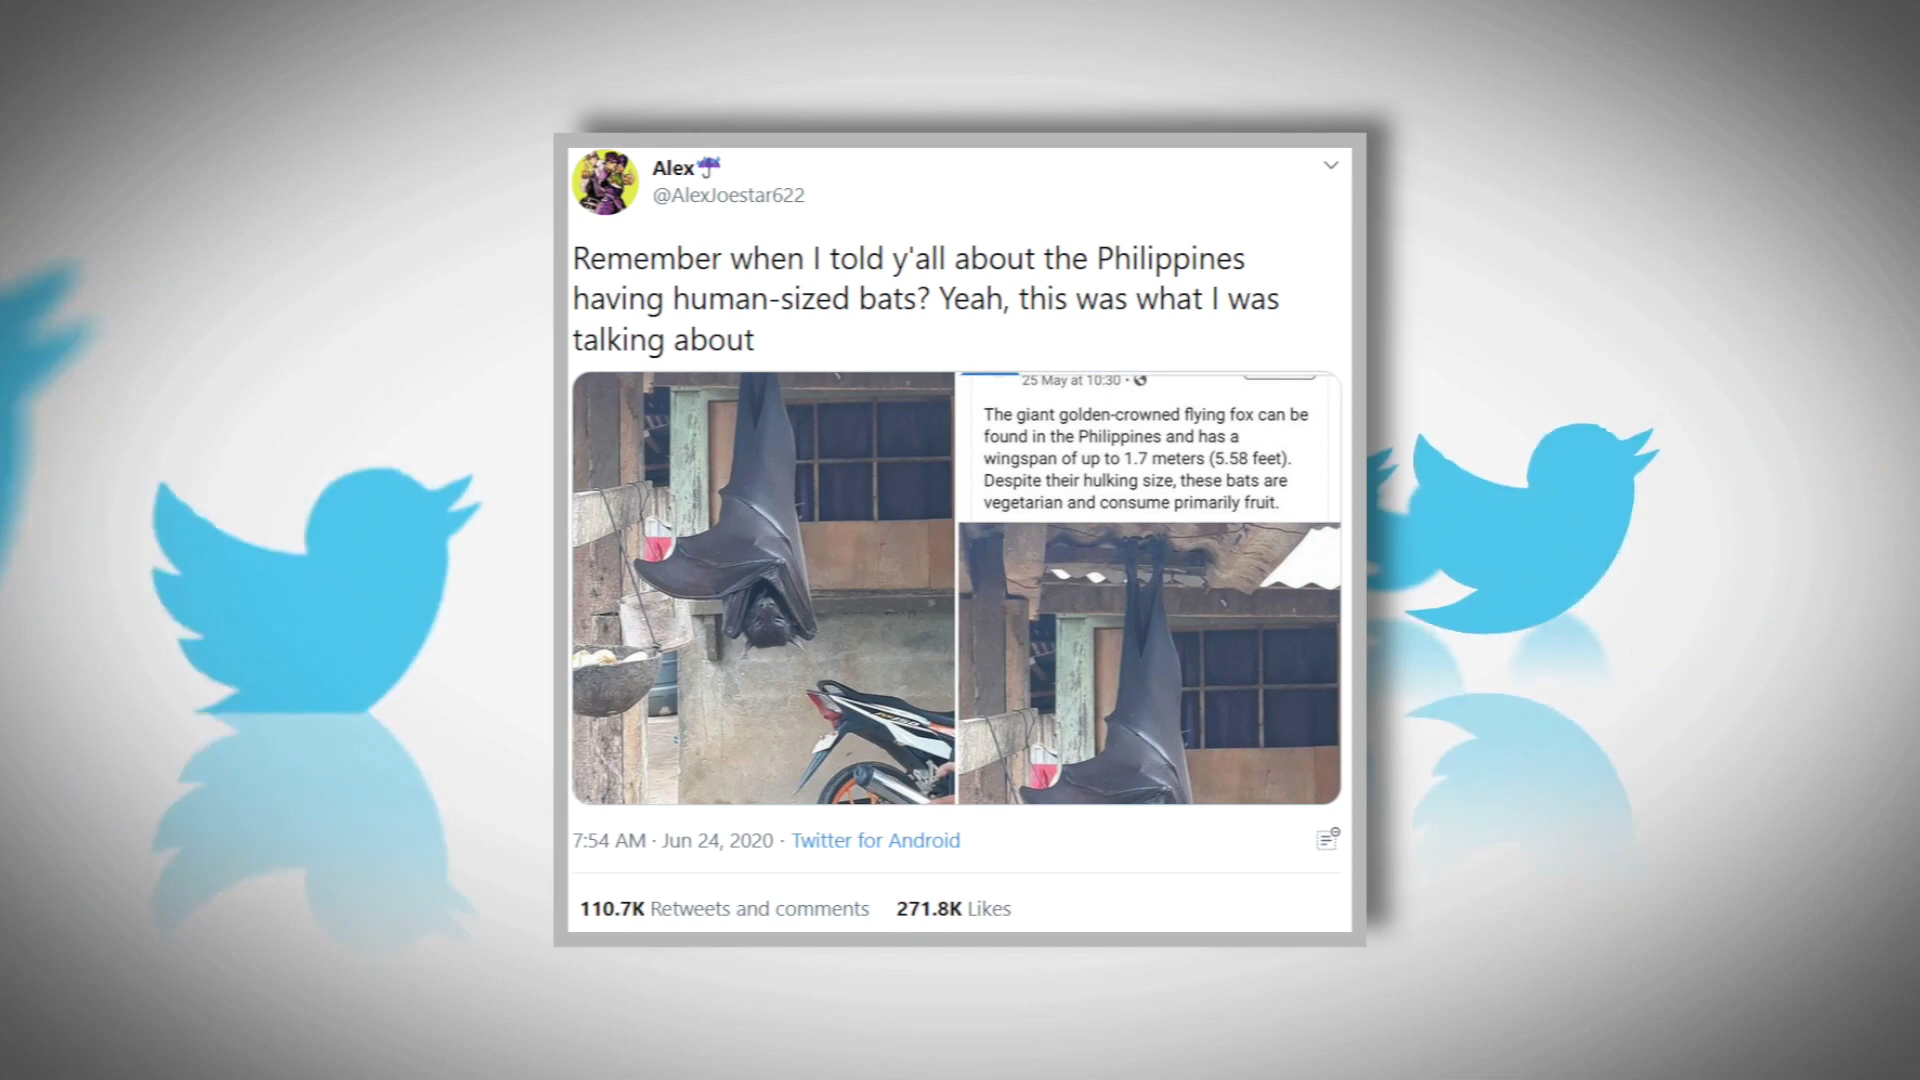 Alex
@AlexJoestar622
Remember when I told y'all about the Philippines
having human-sized bats? Yeah, this was what I was
talking about
25 May at 10:30 ·
The giant golden-crowned flying fox can be
found in the Philippines and has a
wingspan of up to 1.7 meters (5.58 feet).
Despite their hulking size, these bats are
vegetarian and consume primarily fruit.
7:54 AM · Jun 24, 2020 · Twitter for Android
110.7K Retweets and comments 271.8K Likes